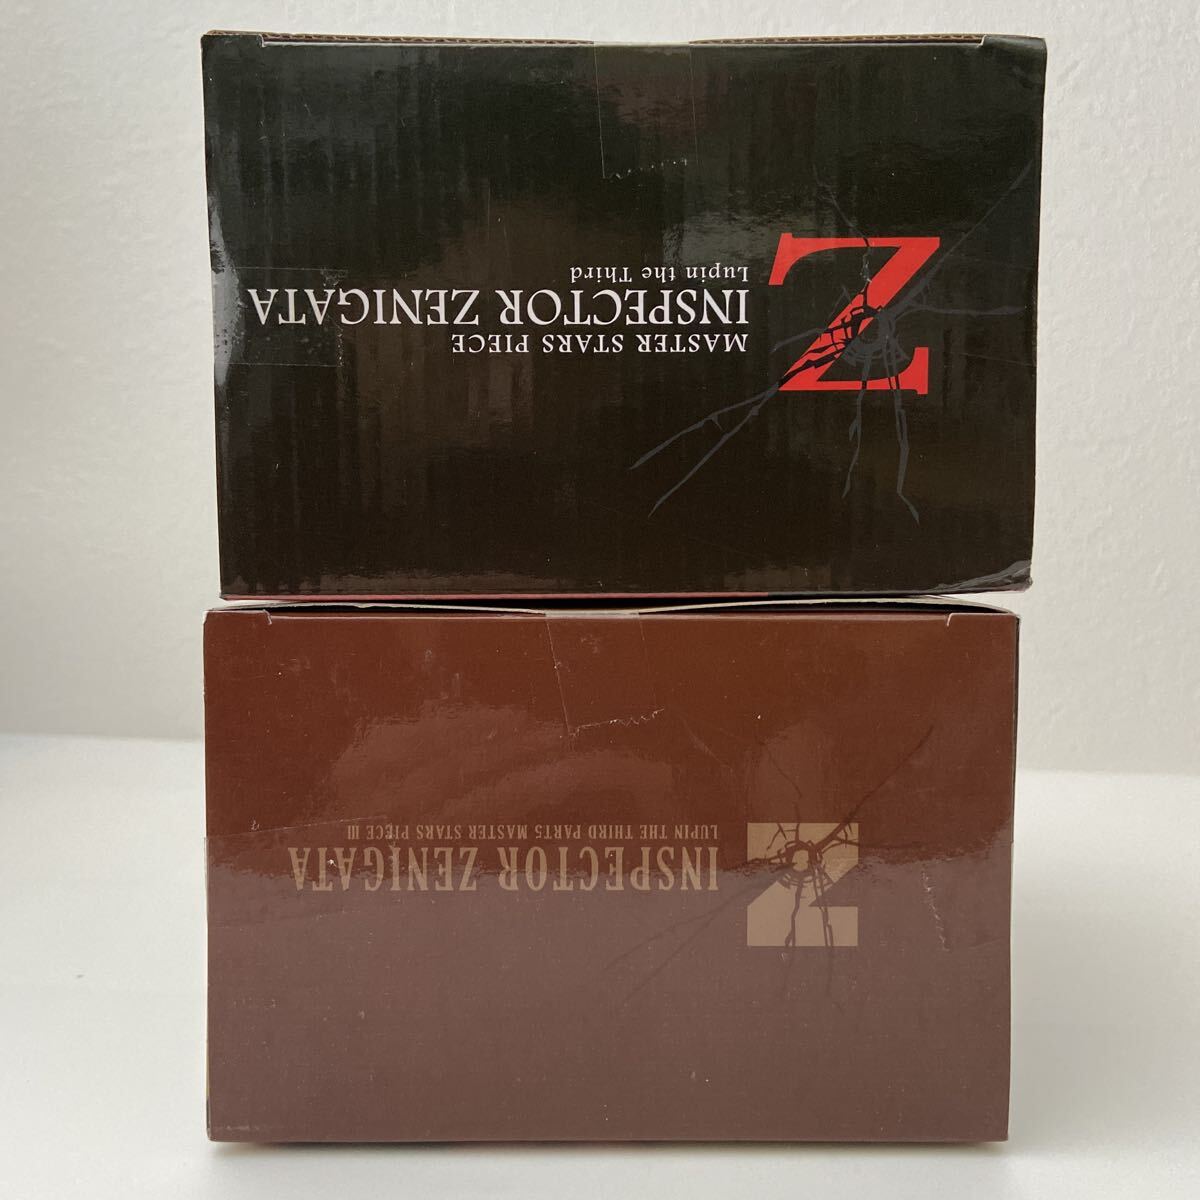 Z
MASTER STARS PIECE
INSPECTOR ZENIGATA
Lupin the Third
Z
INSPECTOR ZENIGATA
LUPIN THE THIRD PART5 MASTER STARS PIECE III